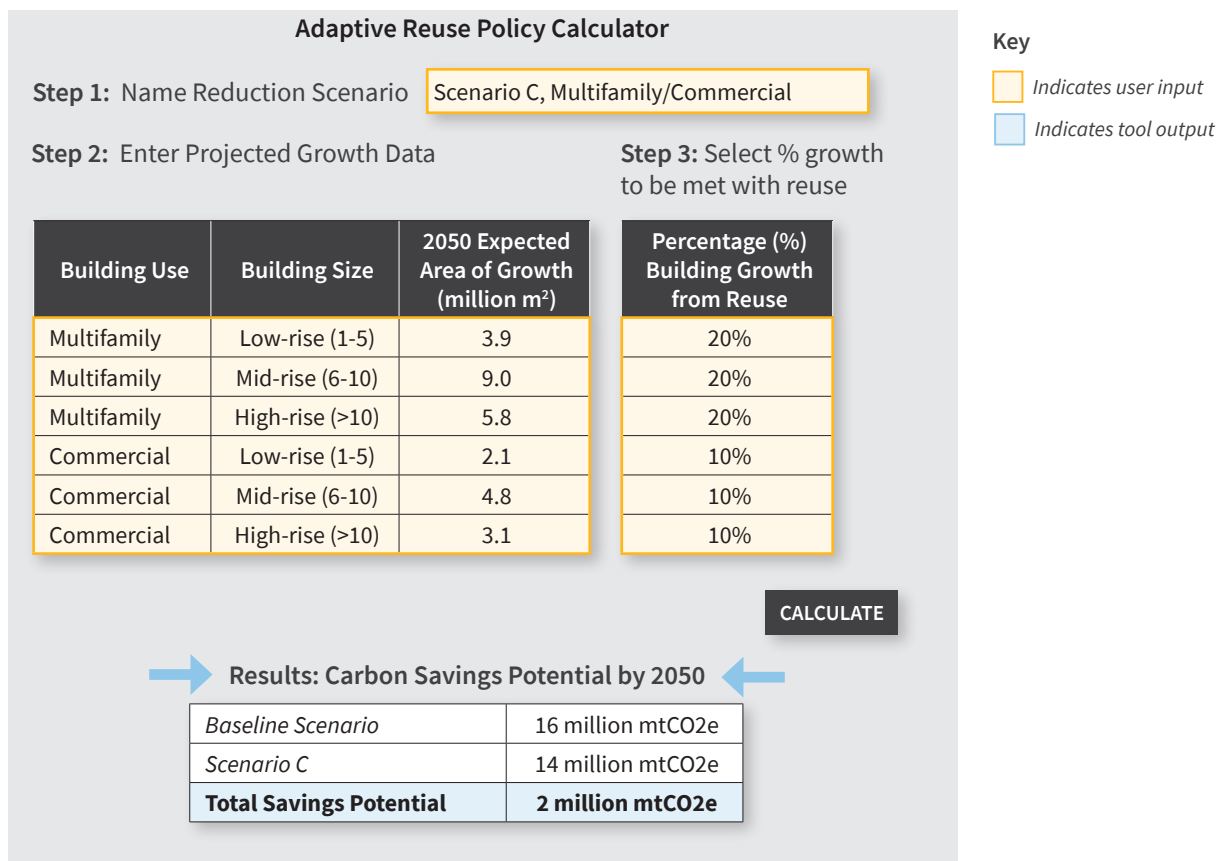 Adaptive Reuse Policy Calculator
Key
Step 1: Name Reduction Scenario Scenario C, Multifamily/Commercial
Indicates user input
Indicates tool output
Step 2: Enter Projected Growth Data
Step 3: Select % growth
to be met with reuse
Building Use Building Size 2050 Expected
Area of Growth
(million m²)
Percentage (%)
Building Growth
from Reuse
Multifamily Low-rise (1-5) 3.9 20%
Multifamily Mid-rise (6-10) 9.0 20%
Multifamily High-rise (>10) 5.8 20%
Commercial Low-rise (1-5) 2.1 10%
Commercial Mid-rise (6-10) 4.8 10%
Commercial High-rise (>10) 3.1 10%
CALCULATE
Results: Carbon Savings Potential by 2050
Baseline Scenario 16 million mtCO2e
Scenario C 14 million mtCO2e
Total Savings Potential 2 million mtCO2e